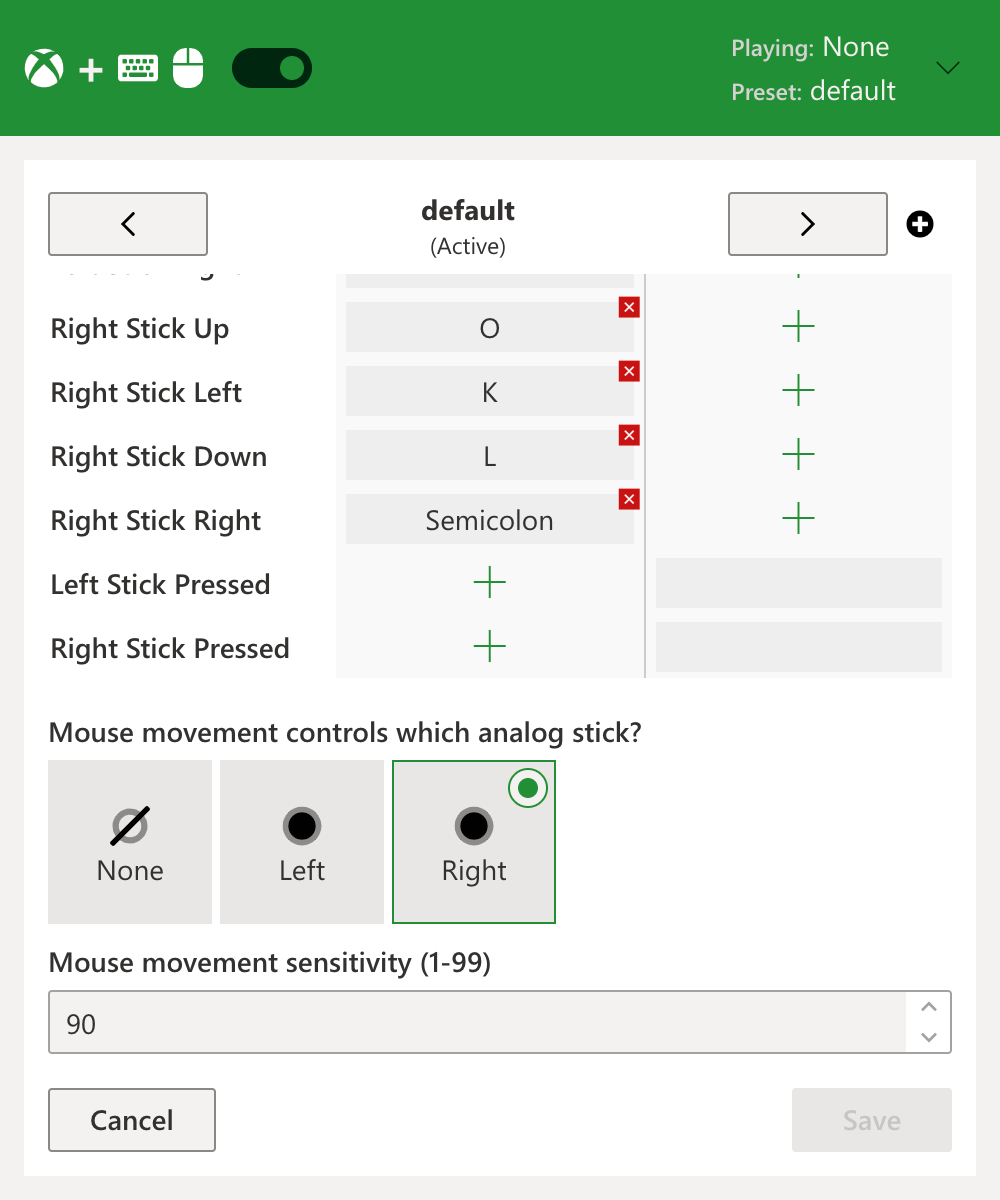 Playing: None
Preset: default
default
(Active)
Right Stick Up
O
Right Stick Left
K
Right Stick Down
L
Right Stick Right
Semicolon
Left Stick Pressed
Right Stick Pressed
Mouse movement controls which analog stick?
None
Left
Right
Mouse movement sensitivity (1-99)
90
Cancel
Save